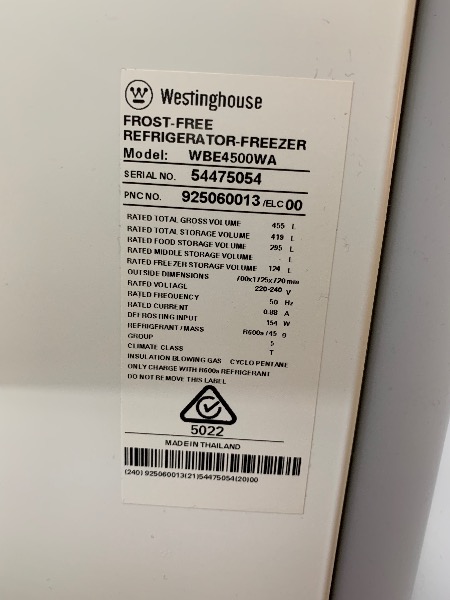 W
Westinghouse
FROST-FREE
REFRIGERATOR-FREEZER
Model: WBE4500WA
SERIAL NO. 54475054
PNC NO. 925060013 /ELC 00
RATED TOTAL GROSS VOLUME 455 L
RATED TOTAL STORAGE VOLUME 419 L
RATED FOOD STORAGE VOLUME 295 L
RATED MIDDLE STORAGE VOLUME - L
RATED FREEZER STORAGE VOLUME 124 L
OUTSIDE DIMENSIONS 700x1725x720 mm
RATED VOLTAGE 220-240 V
RATED FREQUENCY 50 Hz
RATED CURRENT 0.88 A
DEFROSTING INPUT 154 W
REFRIGERANT / MASS R600a / 45 g
GROUP 5
CLIMATE CLASS T
INSULATION BLOWING GAS CYCLO PENTANE
ONLY CHARGE WITH R600a REFRIGERANT
DO NOT REMOVE THIS LABEL
5022
MADE IN THAILAND
(240) 925060013(21)54475054(20)00